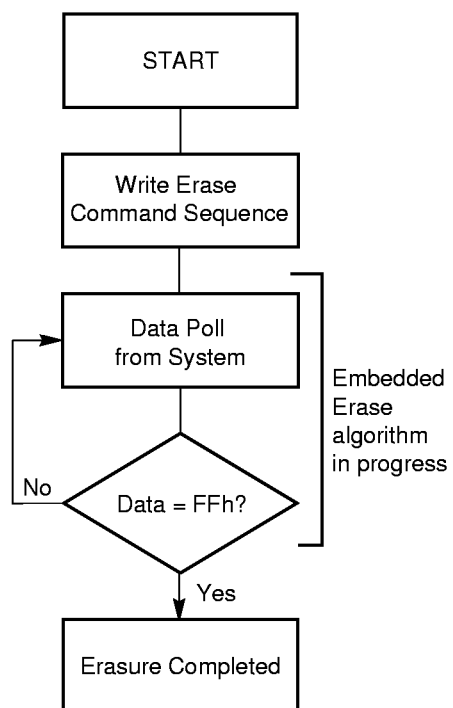 START
Write Erase
Command Sequence
Data Poll
from System
Embedded
Erase
algorithm
in progress
No
Data = FFh?
Yes
Erasure Completed